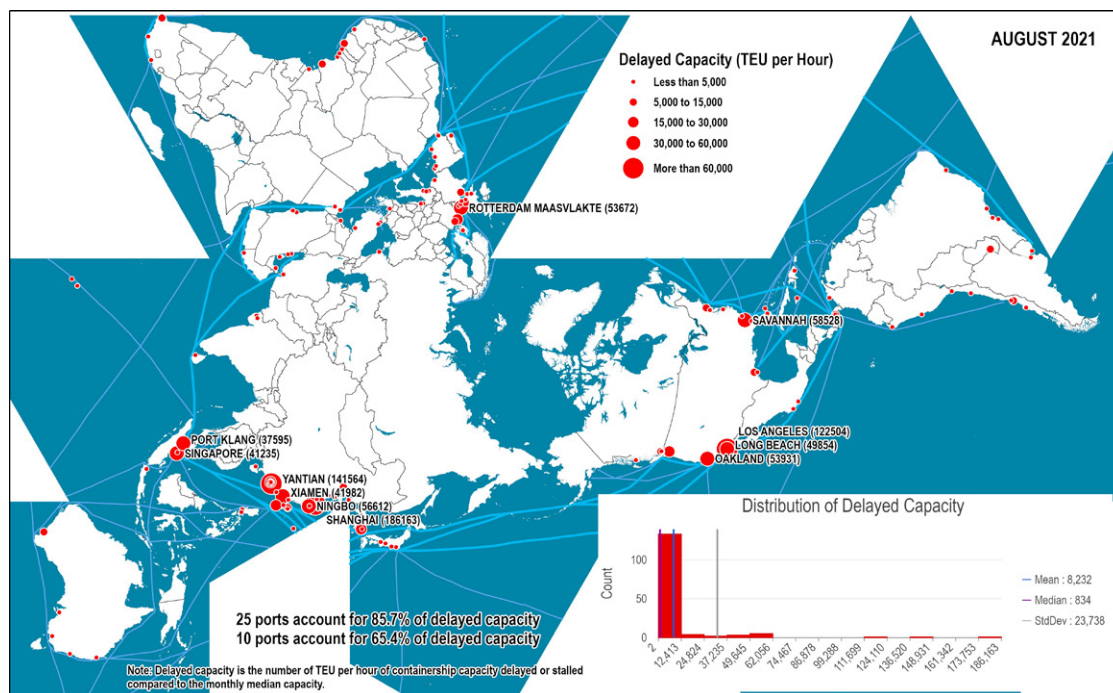 AUGUST 2021
Delayed Capacity (TEU per Hour)
Less than 5,000
5,000 to 15,000
15,000 to 30,000
30,000 to 60,000
More than 60,000
ROTTERDAM MAASVLAKTE (53672)
SAVANNAH (58528)
LOS ANGELES (122504)
LONG BEACH (49854)
OAKLAND (53931)
PORT KLANG (37595)
SINGAPORE (41235)
YANTIAN (141564)
XIAMEN (41982)
NINGBO (56612)
SHANGHAI (186163)
25 ports account for 85.7% of delayed capacity
10 ports account for 65.4% of delayed capacity
Note: Delayed capacity is the number of TEU per hour of containership capacity delayed or stalled
compared to the monthly median capacity.
Distribution of Delayed Capacity
Count
100
50
0
2
12,413
24,824
37,235
49,645
62,056
74,467
86,878
99,288
111,699
124,110
136,520
148,931
161,342
173,753
186,163
Mean : 8,232
Median : 834
StdDev : 23,738